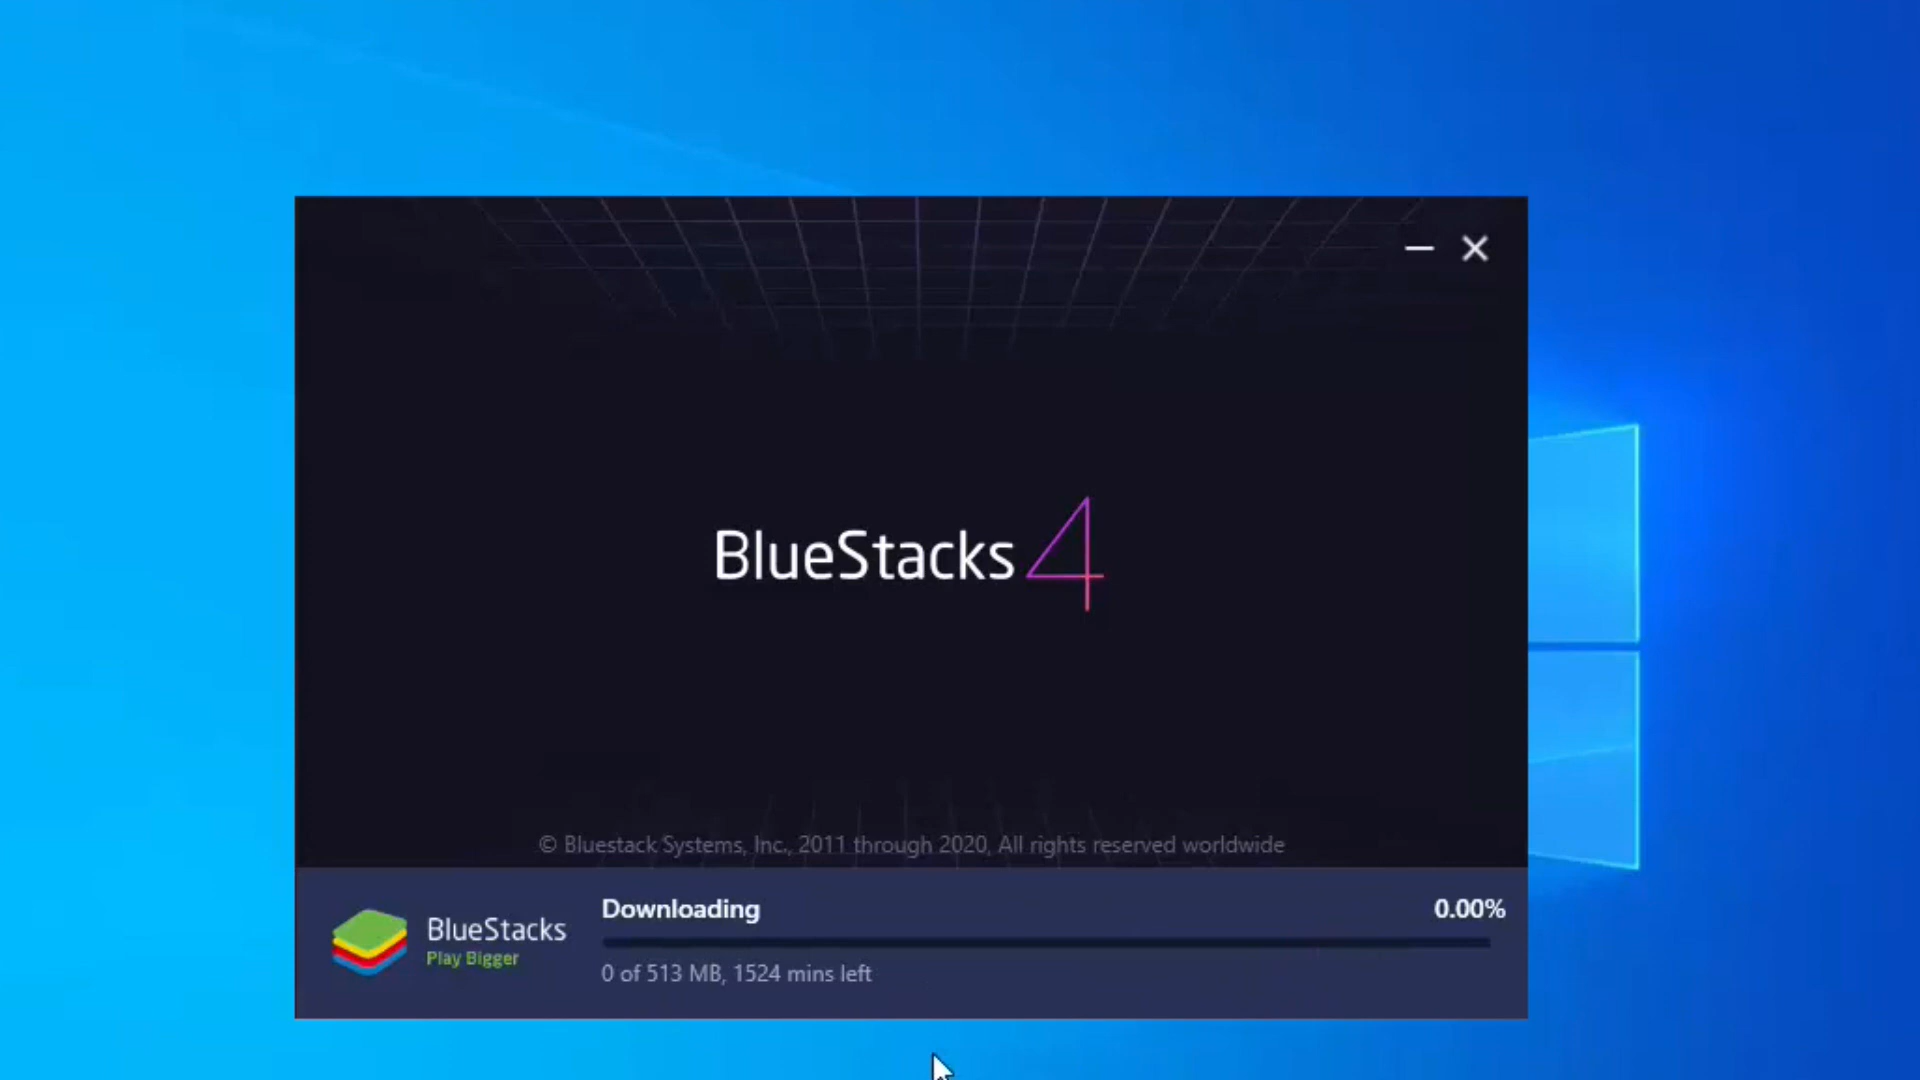 BlueStacks 4
© Bluestack Systems, Inc., 2011 through 2020, All rights reserved worldwide
BlueStacks
Play Bigger
Downloading
0.00%
0 of 513 MB, 1524 mins left